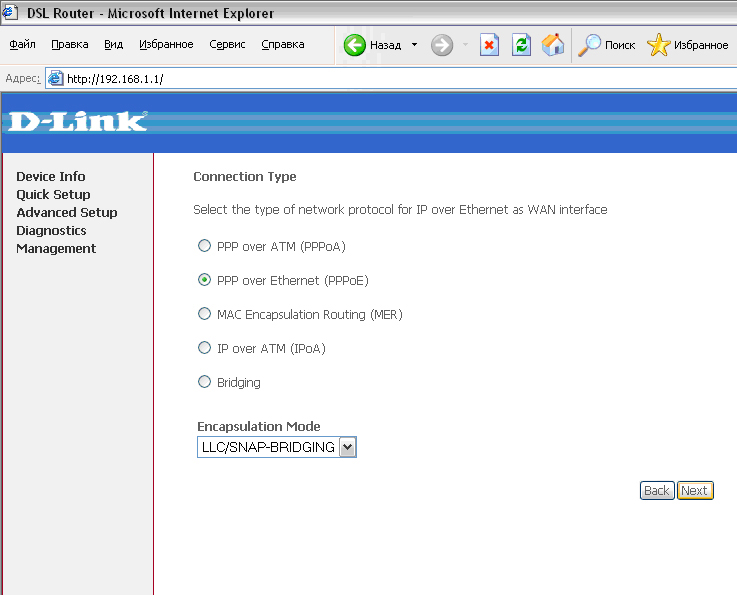 DSL Router - Microsoft Internet Explorer
Файл Правка Вид Избранное Сервис Справка Назад Поиск Избранное
Адрес: http://192.168.1.1/
D-Link
Device Info
Quick Setup
Advanced Setup
Diagnostics
Management
Connection Type
Select the type of network protocol for IP over Ethernet as WAN interface
PPP over ATM (PPPoA)
PPP over Ethernet (PPPoE)
MAC Encapsulation Routing (MER)
IP over ATM (IPoA)
Bridging
Encapsulation Mode
LLC/SNAP-BRIDGING
Back Next